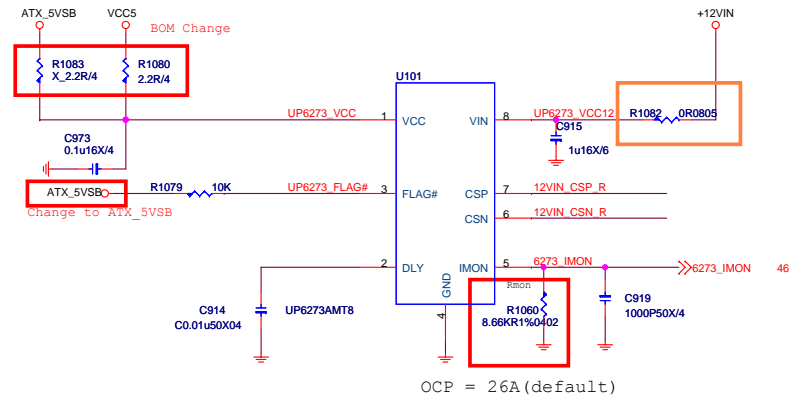 ATX_5VSB
VCC5
BOM Change
+12VIN
R1083
X_2.2R/4
R1080
2.2R/4
U101
UP6273_VCC
1
VCC
VIN
8
UP6273_VCC12
R1082
0R0805
C915
1u16X/6
C973
0.1u16X/4
ATX_5VSB
R1079
10K
UP6273_FLAG#
3
FLAG#
CSP
7
12VIN_CSP_R
Change to ATX_5VSB
CSN
6
12VIN_CSN_R
2
DLY
IMON
5
6273_IMON
6273_IMON
46
GND
4
Rmon
R1060
8.66KR1%0402
C919
1000P50X/4
C914
C0.01u50X04
UP6273AMT8
OCP = 26A(default)